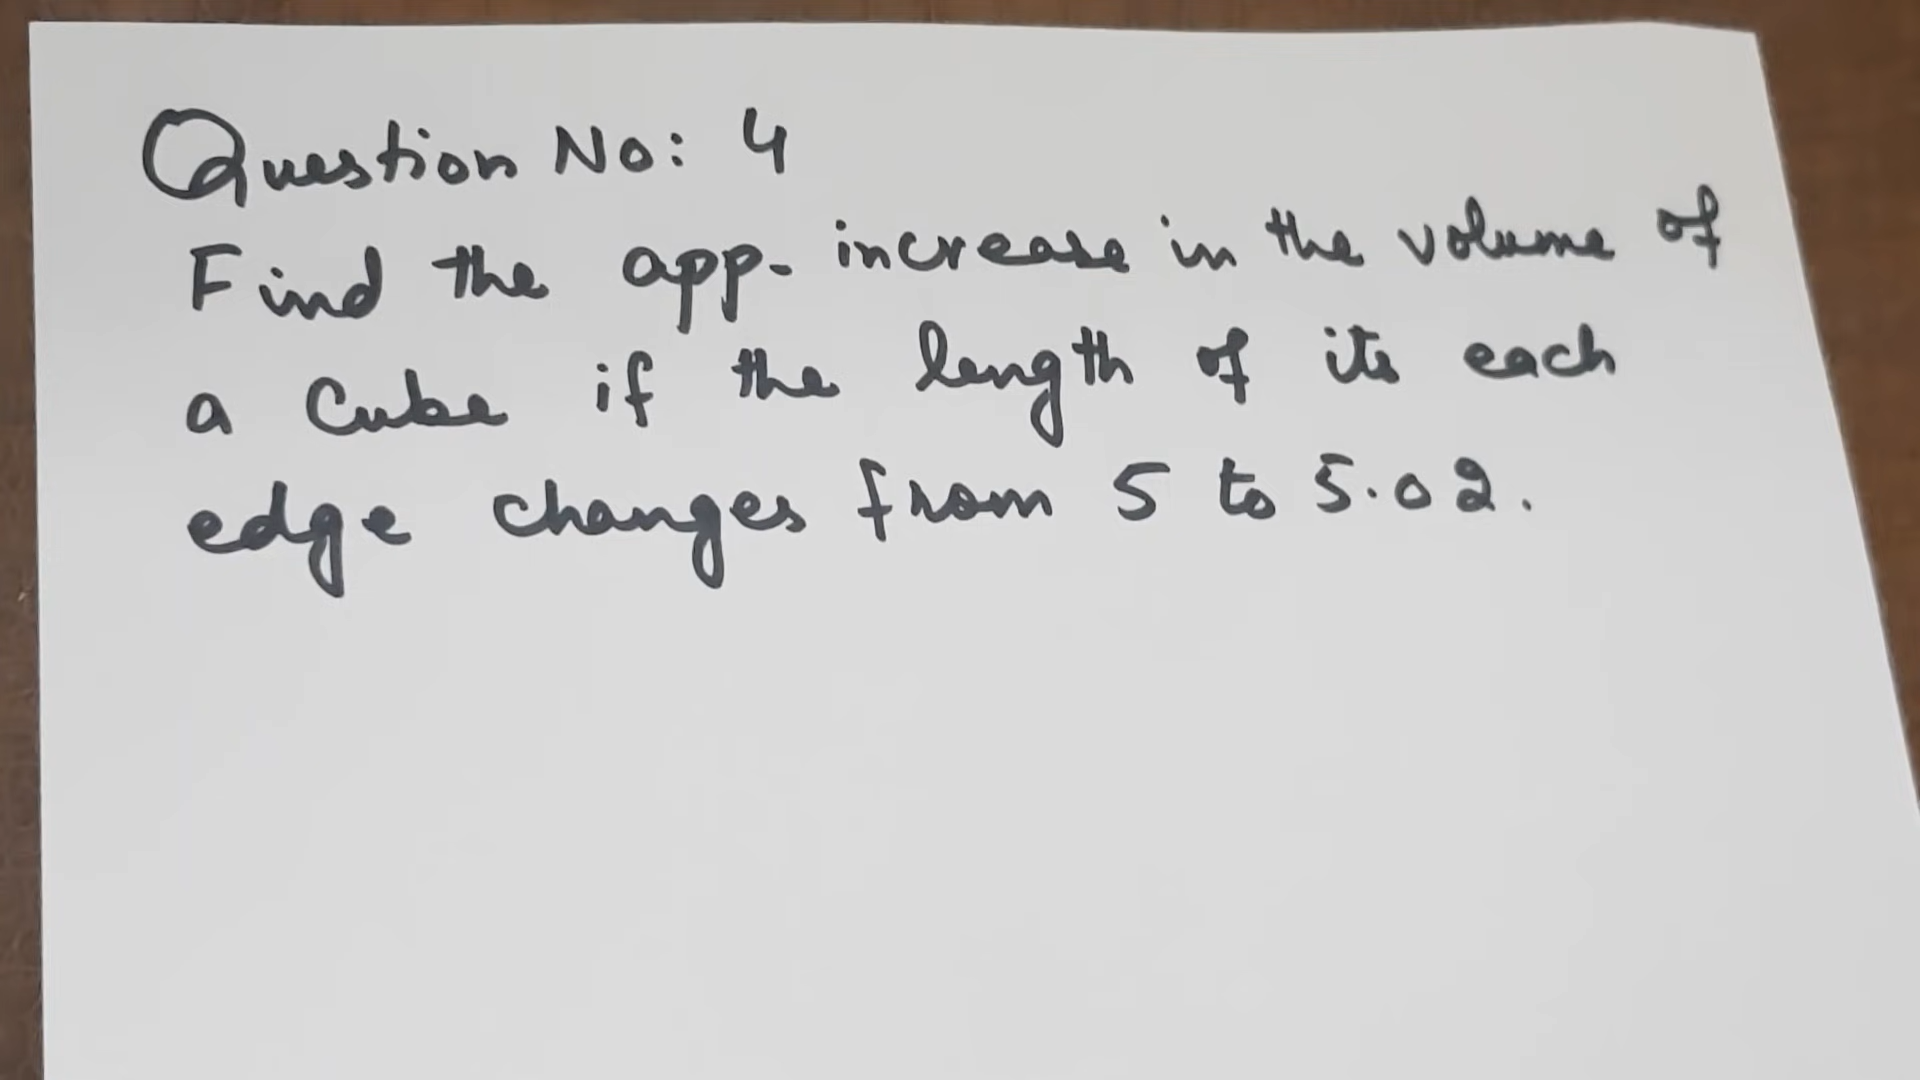 Question No: 4
Find the app. increase in the volume of
a Cube if the length of its each
edge changes from 5 to 5.02.